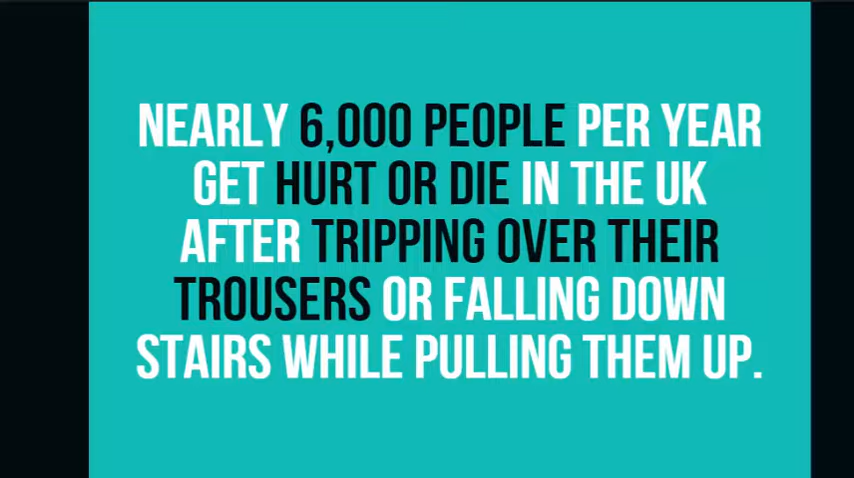 NEARLY 6,000 PEOPLE PER YEAR
GET HURT OR DIE IN THE UK
AFTER TRIPPING OVER THEIR
TROUSERS OR FALLING DOWN
STAIRS WHILE PULLING THEM UP.